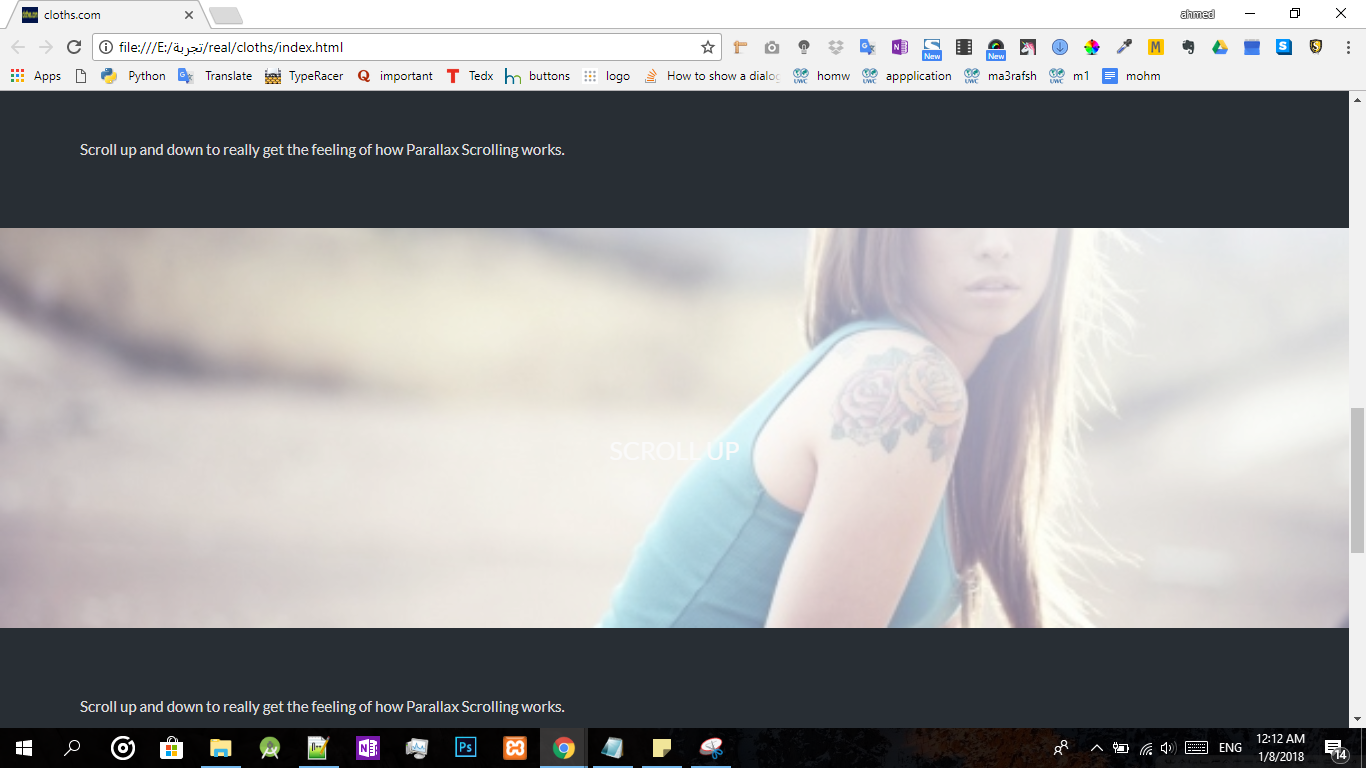 cloths.com
ahmed
file:///E:/تجربة/real/cloths/index.html
New
New
Apps
Python
Translate
TypeRacer
important
Tedx
buttons
logo
How to show a dialog
homw
appplication
ma3rafsh
m1
mohm
Scroll up and down to really get the feeling of how Parallax Scrolling works.
SCROLL UP
Scroll up and down to really get the feeling of how Parallax Scrolling works.
ENG
12:12 AM
1/8/2018
14